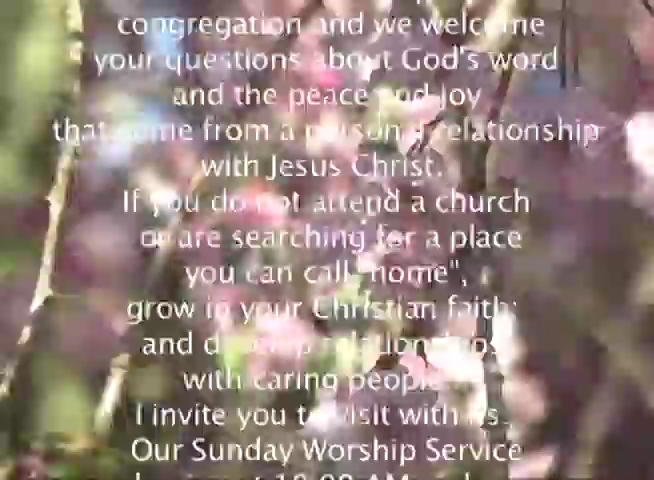 congregation and we welcome
your questions about God's word
and the peace and joy
that come from a personal relationship
with Jesus Christ.
If you do not attend a church
or are searching for a place
you can call "home",
grow in your Christian faith;
and develop relationships
with caring people
I invite you to visit with us.
Our Sunday Worship Service